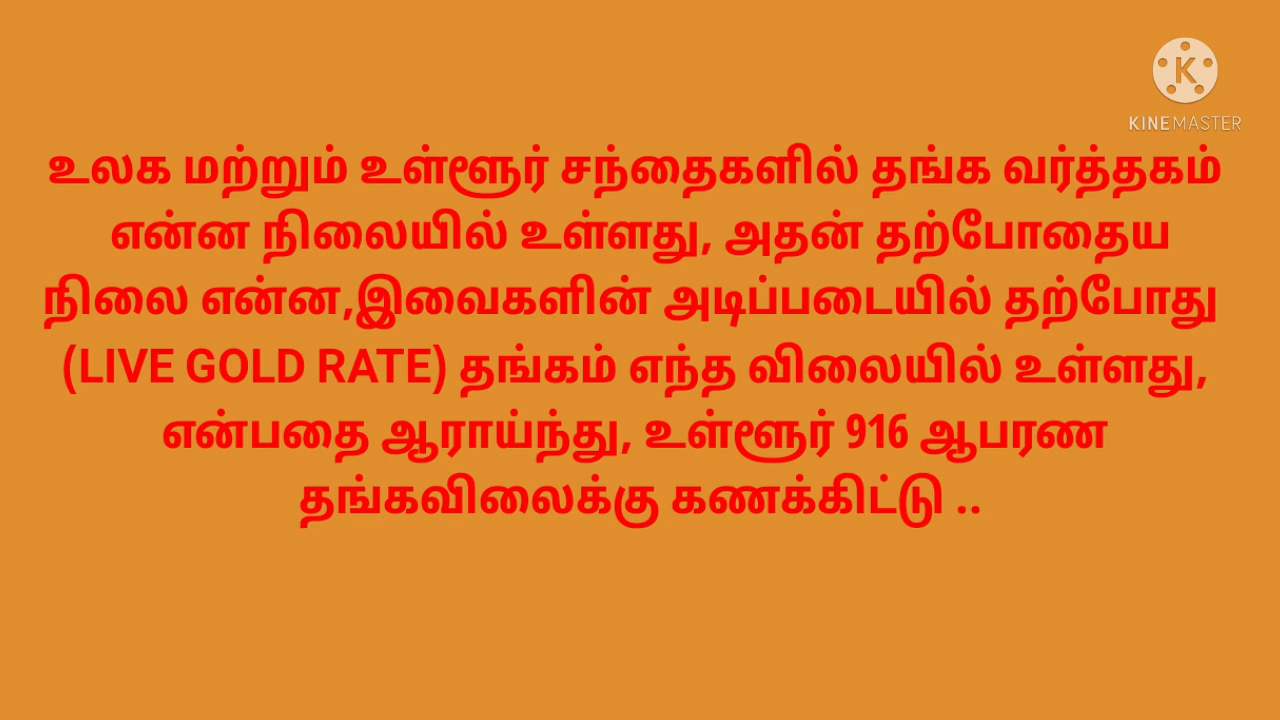 K
KINEMASTER
உலக மற்றும் உள்ளூர் சந்தைகளில் தங்க வர்த்தகம்
என்ன நிலையில் உள்ளது, அதன் தற்போதைய
நிலை என்ன,இவைகளின் அடிப்படையில் தற்போது
(LIVE GOLD RATE) தங்கம் எந்த விலையில் உள்ளது,
என்பதை ஆராய்ந்து, உள்ளூர் 916 ஆபரண
தங்கவிலைக்கு கணக்கிட்டு ..